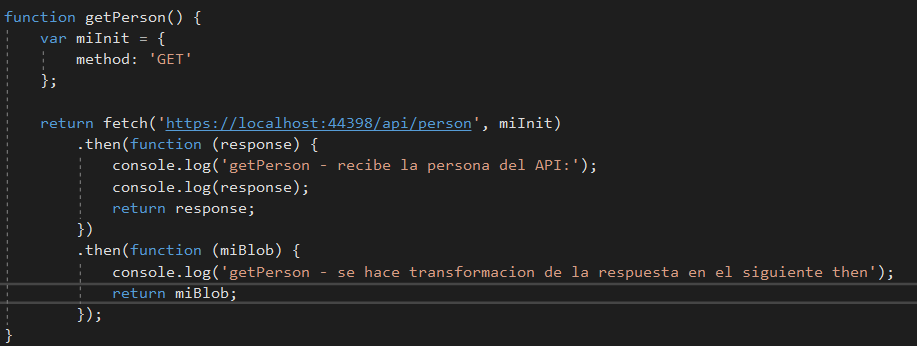 function getPerson() {
    var miInit = {
        method: 'GET'
    };

    return fetch('https://localhost:44398/api/person', miInit)
        .then(function (response) {
            console.log('getPerson - recibe la persona del API:');
            console.log(response);
            return response;
        })
        .then(function (miBlob) {
            console.log('getPerson - se hace transformacion de la respuesta en el siguiente then');
            return miBlob;
        });
}